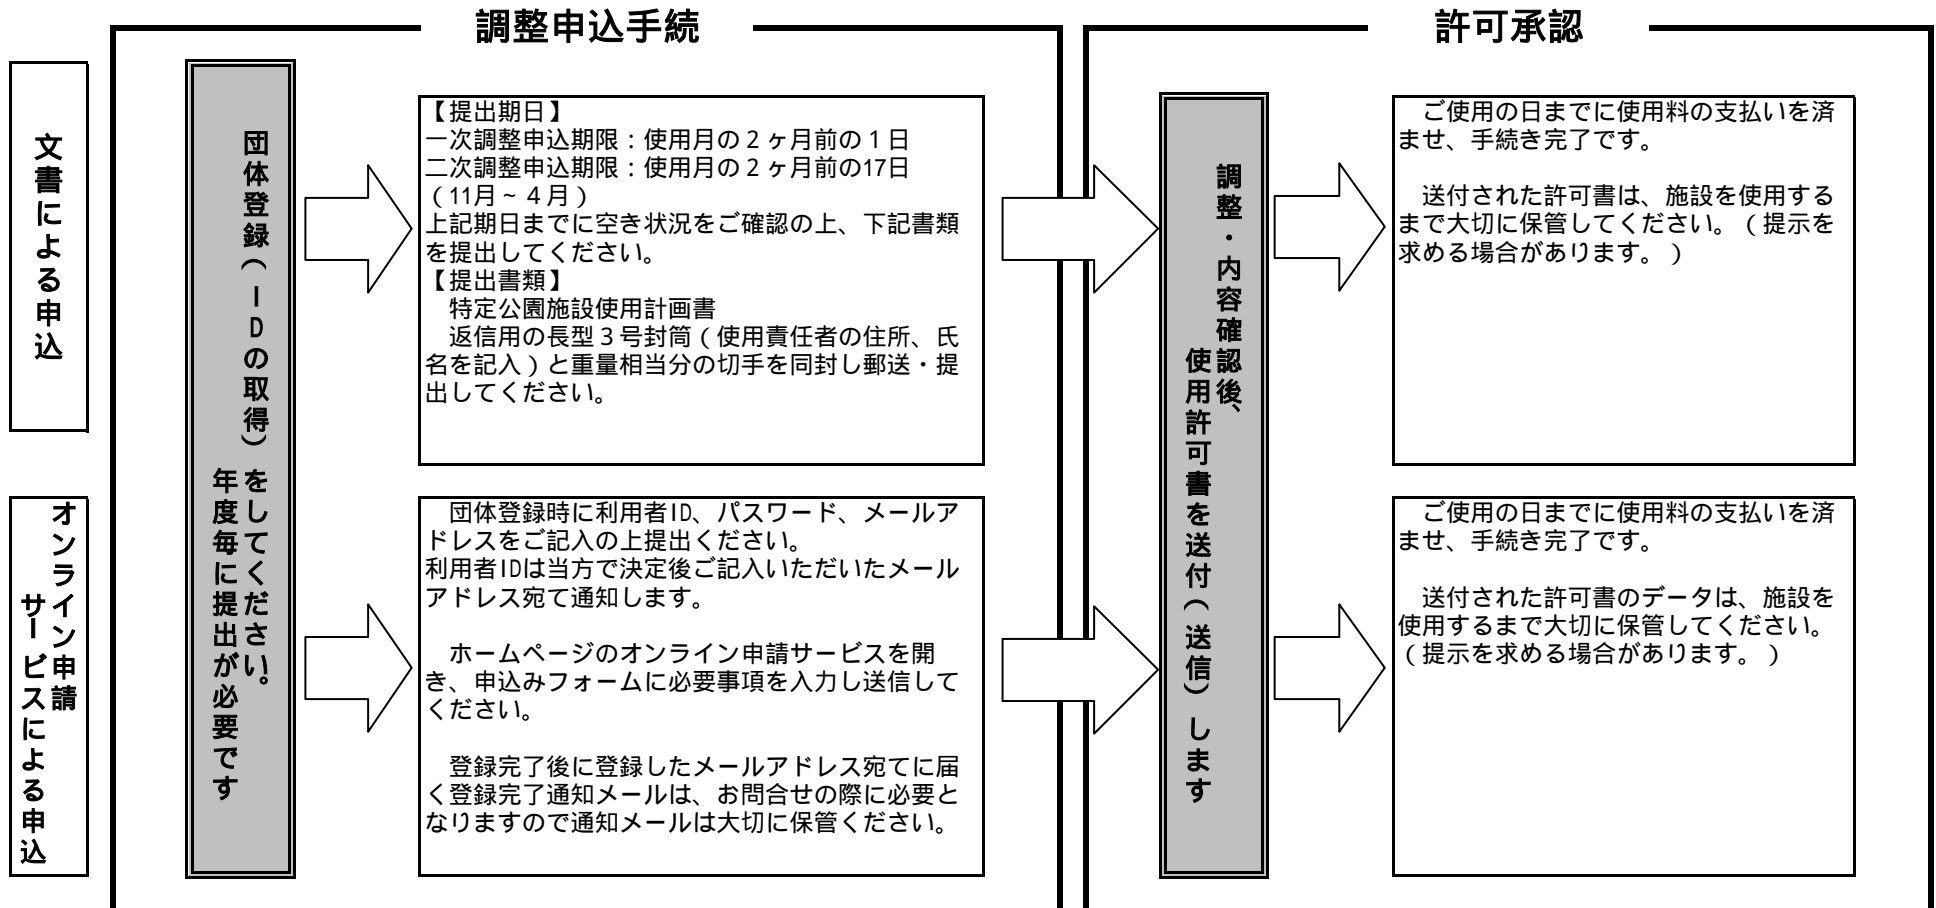 調整申込手続
許可承認
文書による申込
団体登録(IDの取得)をしてください。
年度毎に提出が必要です
【提出期日】
一次調整申込期限:使用月の2ヶ月前の1日
二次調整申込期限:使用月の2ヶ月前の17日
(11月~4月)
上記期日までに空き状況をご確認の上、下記書類
を提出してください。
【提出書類】
特定公園施設使用計画書
返信用の長型3号封筒(使用責任者の住所、氏
名を記入)と重量相当分の切手を同封し郵送・提
出してください。
調整・内容確認後、
使用許可書を送付(送信)します
ご使用の日までに使用料の支払いを済
ませ、手続き完了です。
送付された許可書は、施設を使用する
まで大切に保管してください。(提示を
求める場合があります。)
オンライン申請
サービスによる申込
団体登録時に利用者ID、パスワード、メールア
ドレスをご記入の上提出ください。
利用者IDは当方で決定後ご記入いただいたメール
アドレス宛て通知します。
ホームページのオンライン申請サービスを開
き、申込みフォームに必要事項を入力し送信して
ください。
登録完了後に登録したメールアドレス宛てに届
く登録完了通知メールは、お問合せの際に必要と
なりますので通知メールは大切に保管ください。
ご使用の日までに使用料の支払いを済
ませ、手続き完了です。
送付された許可書のデータは、施設を
使用するまで大切に保管してください。
(提示を求める場合があります。)